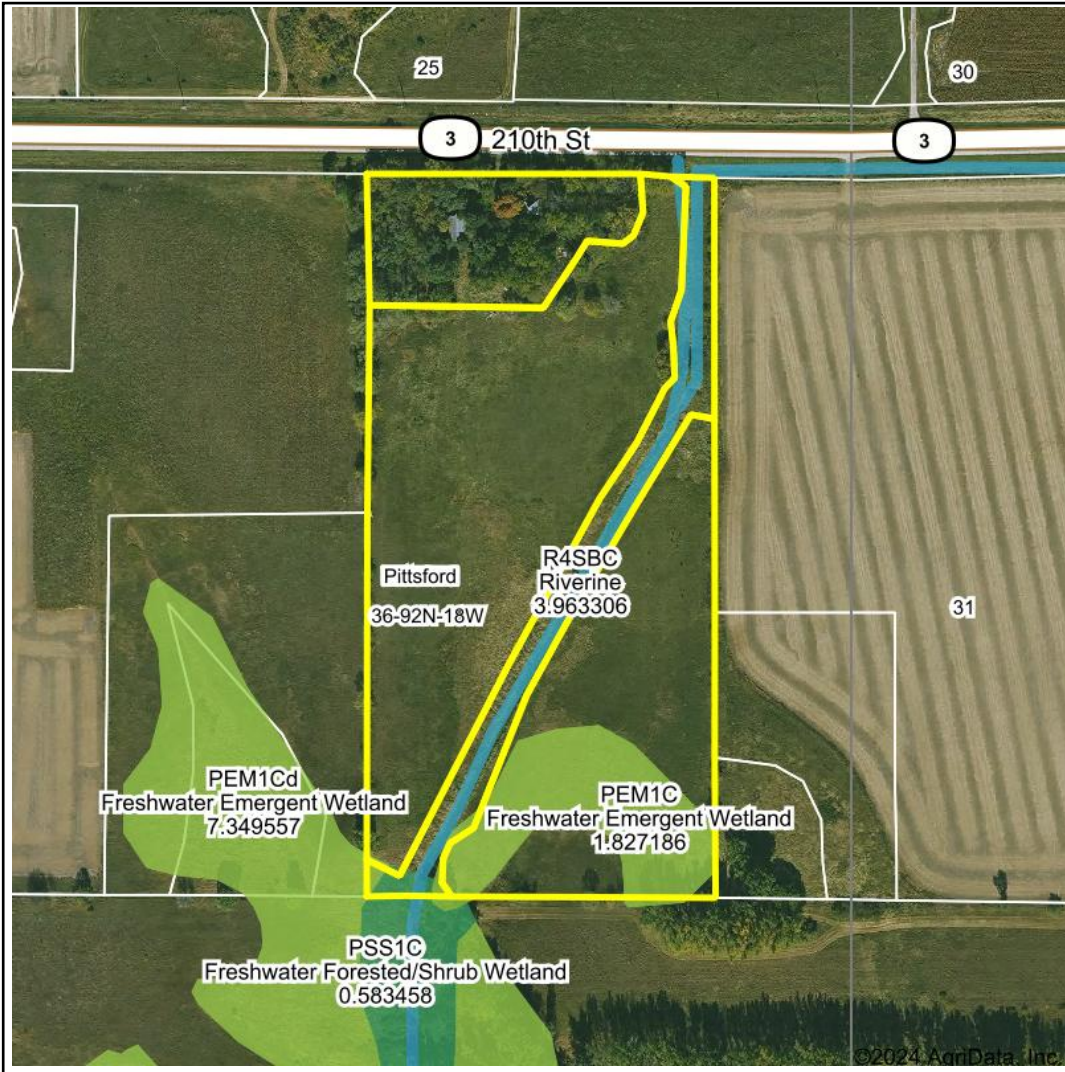 25
30
3 210th St 3
Pittsford
36-92N-18W
R4SBC
Riverine
3.963306
31
PEM1Cd
Freshwater Emergent Wetland
7.349557
PEM1C
Freshwater Emergent Wetland
1.827186
PSS1C
Freshwater Forested/Shrub Wetland
0.583458
©2024 AgriData, Inc.